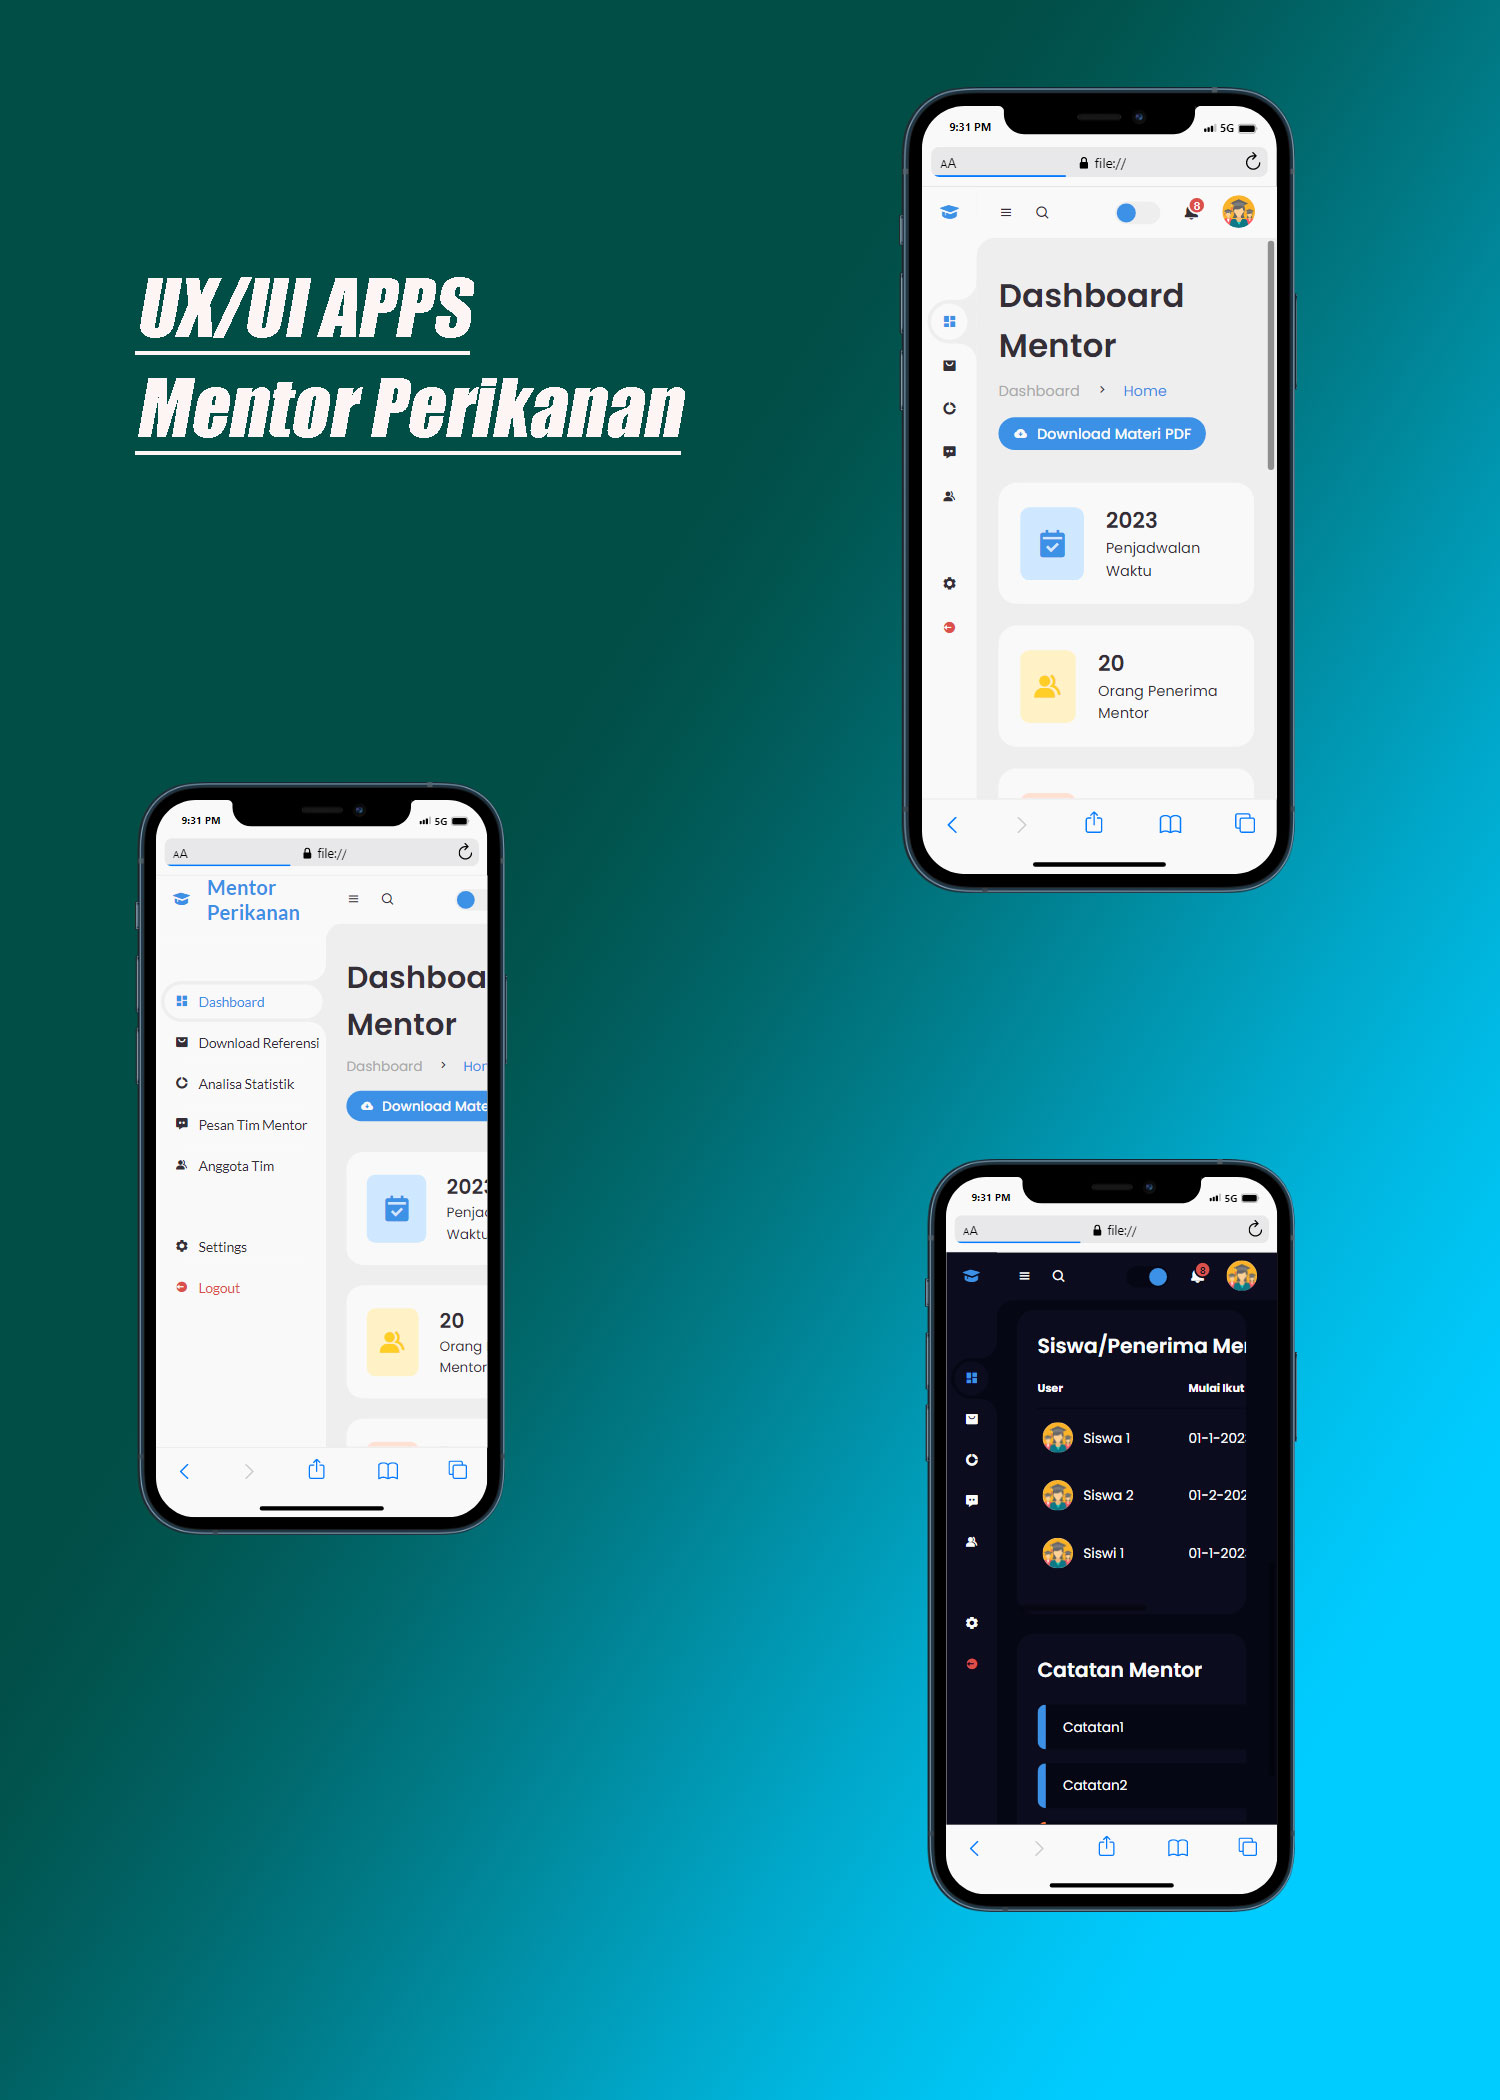 UX/UI APPS
Mentor Perikanan
9:31 PM
5G
AA
file://
8
Dashboard
Mentor
Dashboard > Home
Download Materi PDF
2023
Penjadwalan
Waktu
20
Orang Penerima
Mentor
9:31 PM
5G
AA
file://
Mentor
Perikanan
Dashboard
Download Referensi
Analisa Statistik
Pesan Tim Mentor
Anggota Tim
Settings
Logout
Dashboa
Mentor
Dashboard > Hor
Download Mate
2023
Penjac
Waktu
20
Orang
Mentor
9:31 PM
5G
AA
file://
8
Siswa/Penerima Mer
User
Mulai Ikut
Siswa 1
01-1-202
Siswa 2
01-2-202
Siswi 1
01-1-202
Catatan Mentor
Catatan1
Catatan2